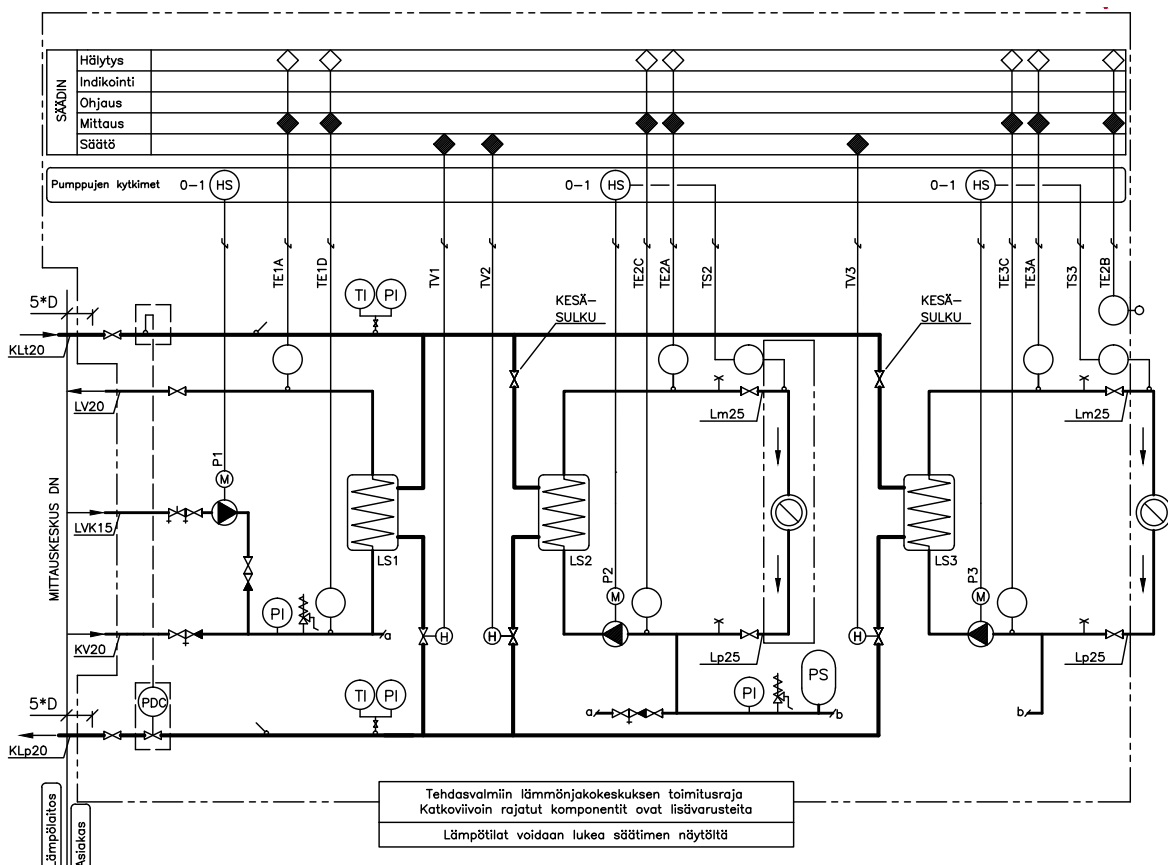 SÄÄDIN
Hälytys
Indikointi
Ohjaus
Mittaus
Säätö
Pumppujen kytkimet
0-1 HS
0-1 HS
0-1 HS
TE1A
TE1D
TV1
TV2
TE2C
TE2A
TS2
TV3
TE3C
TE3A
TS3
TE2B
5*D
TI
PI
KESÄ-
SULKU
KESÄ-
SULKU
KLt20
LV20
Lm25
Lm25
P1
M
LVK15
MITTAUSKESKUS DN
LS1
LS2
LS3
P2
M
P3
M
PI
a
H
H
H
KV20
Lp25
Lp25
PS
PI
a
b
b
5*D
PDC
TI
PI
KLp20
Lämpölaitos
Asiakas
Tehdasvalmiin lämmönjakokeskuksen toimitusraja
Katkoviivoin rajatut komponentit ovat lisävarusteita
Lämpötilat voidaan lukea säätimen näytöltä